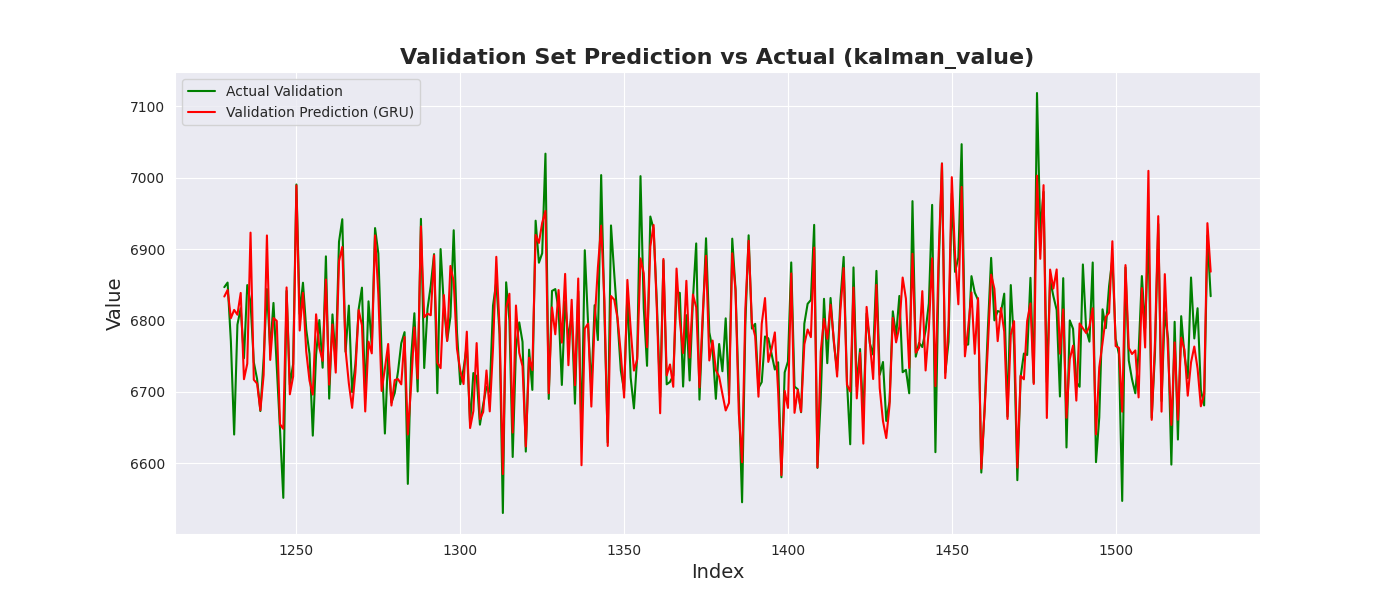 Validation Set Prediction vs Actual (kalman_value)
Actual Validation
Validation Prediction (GRU)
Value
7100
7000
6900
6800
6700
6600
1250 1300 1350 1400 1450 1500
Index